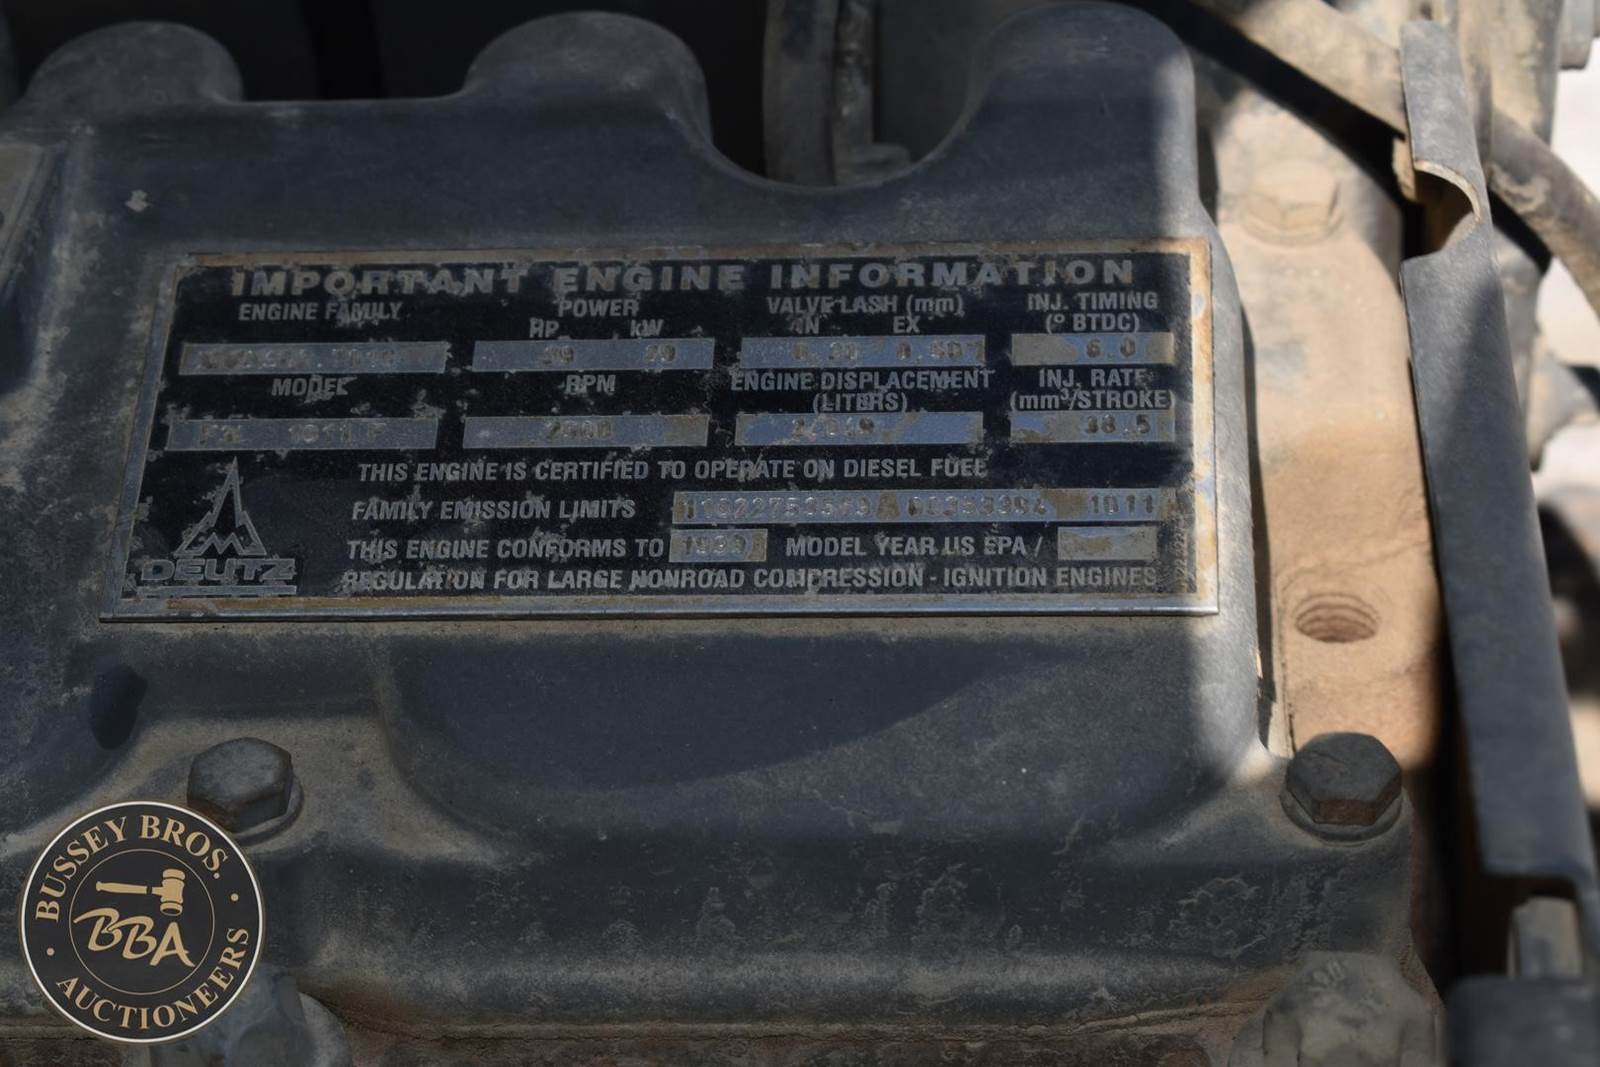 IMPORTANT ENGINE INFORMATION
ENGINE FAMILY POWER VALVE LASH (mm) INJ. TIMING
HP kW IN EX (° BTDC)
6.0
MODEL RPM ENGINE DISPLACEMENT INJ. RATE
(LITERS) (mm³/STROKE)
1011 38.5
THIS ENGINE IS CERTIFIED TO OPERATE ON DIESEL FUEL
FAMILY EMISSION LIMITS 1011
THIS ENGINE CONFORMS TO MODEL YEAR US EPA /
REGULATION FOR LARGE NONROAD COMPRESSION - IGNITION ENGINES
DEUTZ
BUSSEY BROS.
BBA
AUCTIONEERS